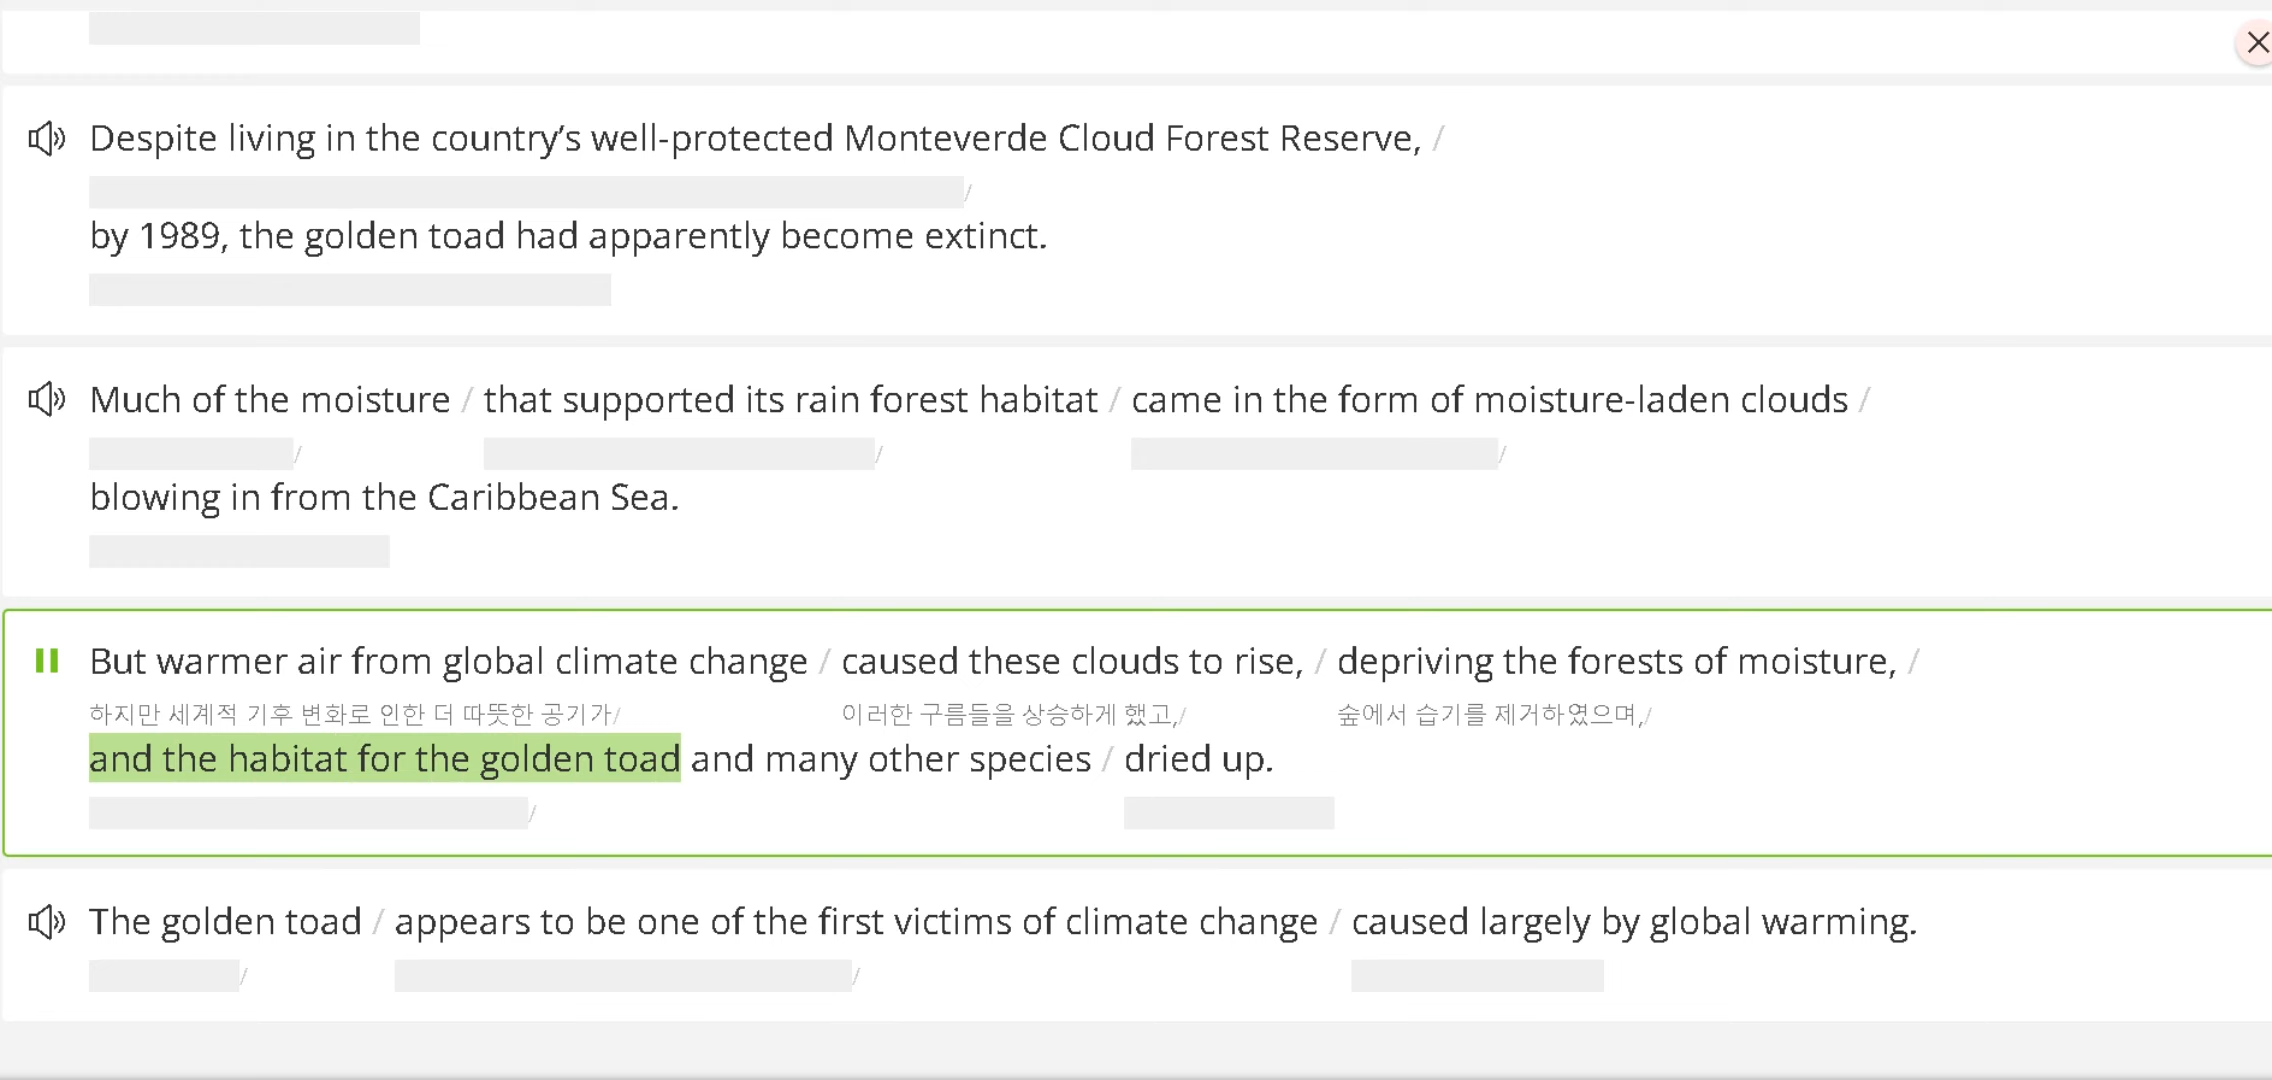 Despite living in the country's well-protected Monteverde Cloud Forest Reserve, /
/
by 1989, the golden toad had apparently become extinct.
Much of the moisture / that supported its rain forest habitat / came in the form of moisture-laden clouds /
/ / /
blowing in from the Caribbean Sea.
But warmer air from global climate change / caused these clouds to rise, / depriving the forests of moisture, /
하지만 세계적 기후 변화로 인한 더 따뜻한 공기가/ 이러한 구름들을 상승하게 했고,/ 숲에서 습기를 제거하였으며,/
and the habitat for the golden toad and many other species / dried up.
/
The golden toad / appears to be one of the first victims of climate change / caused largely by global warming.
/ /